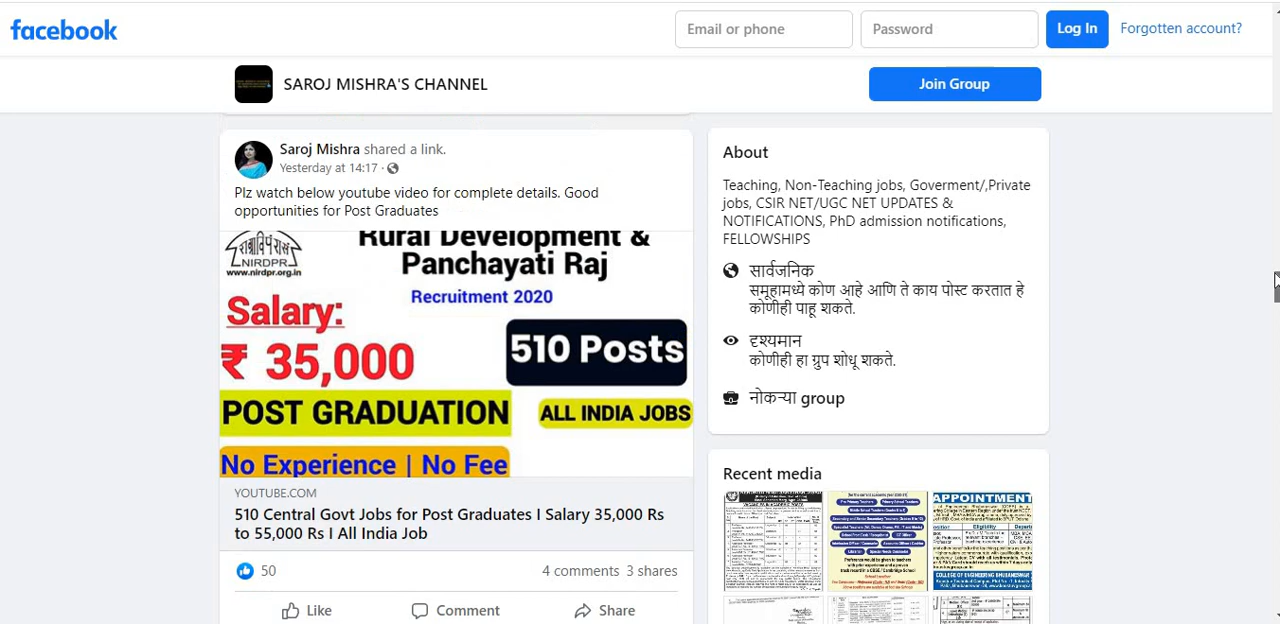 facebook
Email or phone
Password
Log In
Forgotten account?
SAROJ MISHRA'S CHANNEL
Join Group
Saroj Mishra shared a link.
Yesterday at 14:17 ·
Plz watch below youtube video for complete details. Good
opportunities for Post Graduates
NIRDPR
www.nirdpr.org.in
Rural Development &
Panchayati Raj
Recruitment 2020
Salary:
₹ 35,000
510 Posts
POST GRADUATION
ALL INDIA JOBS
No Experience | No Fee
YOUTUBE.COM
510 Central Govt Jobs for Post Graduates I Salary 35,000 Rs
to 55,000 Rs I All India Job
50
4 comments 3 shares
Like
Comment
Share
About
Teaching, Non-Teaching jobs, Goverment/,Private
jobs, CSIR NET/UGC NET UPDATES &
NOTIFICATIONS, PhD admission notifications,
FELLOWSHIPS
सार्वजनिक
समूहामध्ये कोण आहे आणि ते काय पोस्ट करतात हे
कोणीही पाहू शकते.
दृश्यमान
कोणीही हा ग्रुप शोधू शकते.
नोकऱ्या group
Recent media
APPOINTMENT
COLLEGE OF ENGINEERING BHUBANESWAR